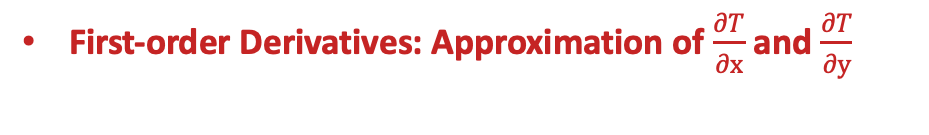 • First-order Derivatives: Approximation of ∂T/∂x and ∂T/∂y